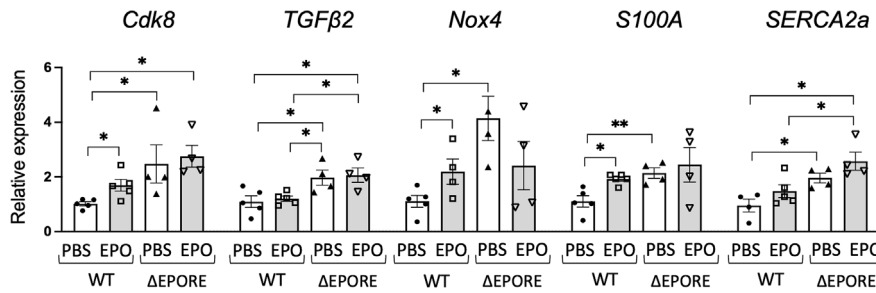 Cdk8 TGFβ2 Nox4 S100A SERCA2a
Relative expression
6
4
2
0
* * *
* * * *
* *
* **
* * *
PBS EPO PBS EPO PBS EPO PBS EPO PBS EPO PBS EPO PBS EPO PBS EPO PBS EPO PBS EPO
WT ΔEPORE WT ΔEPORE WT ΔEPORE WT ΔEPORE WT ΔEPORE